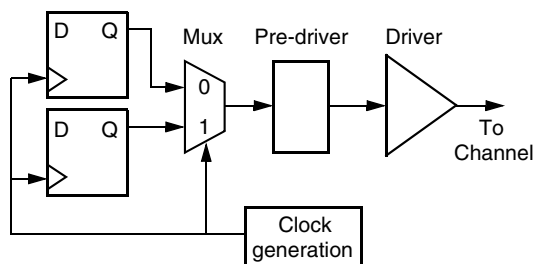 D Q
Mux
Pre-driver
Driver
0
1
D Q
To
Channel
Clock
generation